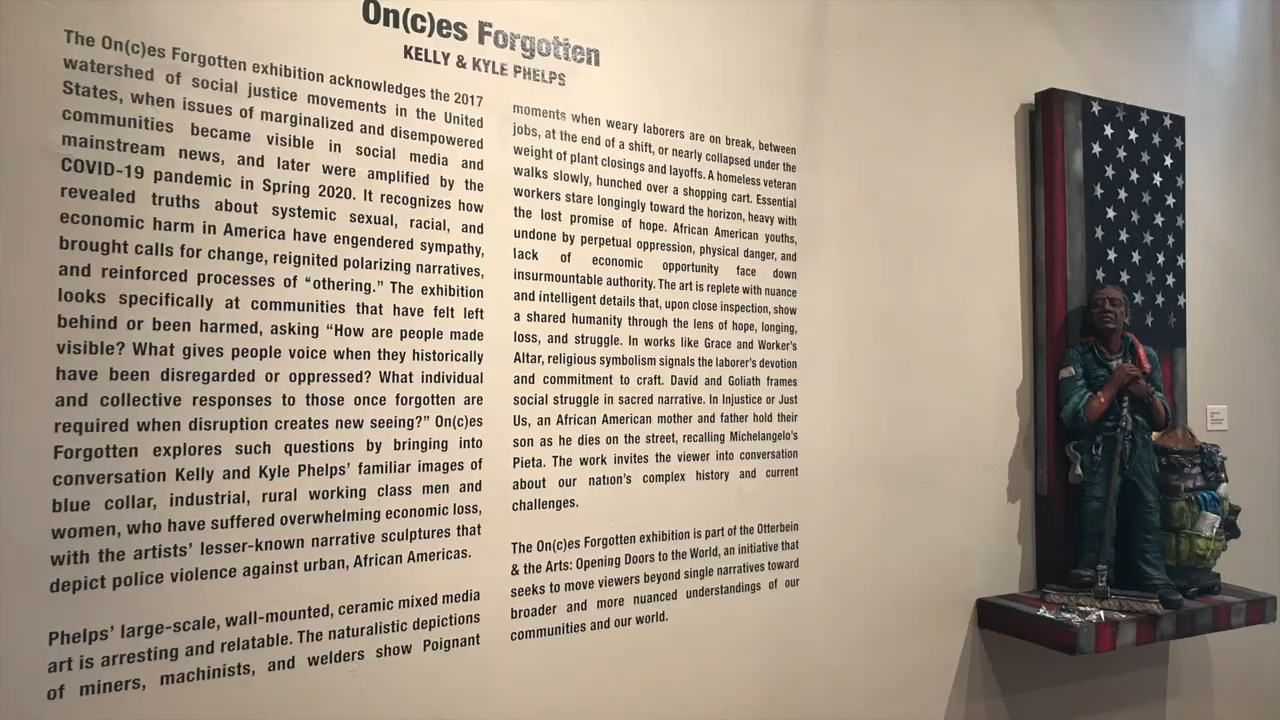 On(c)es Forgotten
KELLY & KYLE PHELPS
The On(c)es Forgotten exhibition acknowledges the 2017
watershed of social justice movements in the United
States, when issues of marginalized and disempowered
communities became visible in social media and
mainstream news, and later were amplified by the
COVID-19 pandemic in Spring 2020. It recognizes how
revealed truths about systemic sexual, racial, and
economic harm in America have engendered sympathy,
brought calls for change, reignited polarizing narratives,
and reinforced processes of “othering.” The exhibition
looks specifically at communities that have felt left
behind or been harmed, asking “How are people made
visible? What gives people voice when they historically
have been disregarded or oppressed? What individual
and collective responses to those once forgotten are
required when disruption creates new seeing?” On(c)es
Forgotten explores such questions by bringing into
conversation Kelly and Kyle Phelps’ familiar images of
blue collar, industrial, rural working class men and
women, who have suffered overwhelming economic loss,
with the artists’ lesser-known narrative sculptures that
depict police violence against urban, African Americas.
Phelps’ large-scale, wall-mounted, ceramic mixed media
art is arresting and relatable. The naturalistic depictions
of miners, machinists, and welders show Poignant
moments when weary laborers are on break, between
jobs, at the end of a shift, or nearly collapsed under the
weight of plant closings and layoffs. A homeless veteran
walks slowly, hunched over a shopping cart. Essential
workers stare longingly toward the horizon, heavy with
the lost promise of hope. African American youths,
undone by perpetual oppression, physical danger, and
lack of economic opportunity face down
insurmountable authority. The art is replete with nuance
and intelligent details that, upon close inspection, show
a shared humanity through the lens of hope, longing,
loss, and struggle. In works like Grace and Worker’s
Altar, religious symbolism signals the laborer’s devotion
and commitment to craft. David and Goliath frames
social struggle in sacred narrative. In Injustice or Just
Us, an African American mother and father hold their
son as he dies on the street, recalling Michelangelo’s
Pieta. The work invites the viewer into conversation
about our nation’s complex history and current
challenges.
The On(c)es Forgotten exhibition is part of the Otterbein
& the Arts: Opening Doors to the World, an initiative that
seeks to move viewers beyond single narratives toward
broader and more nuanced understandings of our
communities and our world.